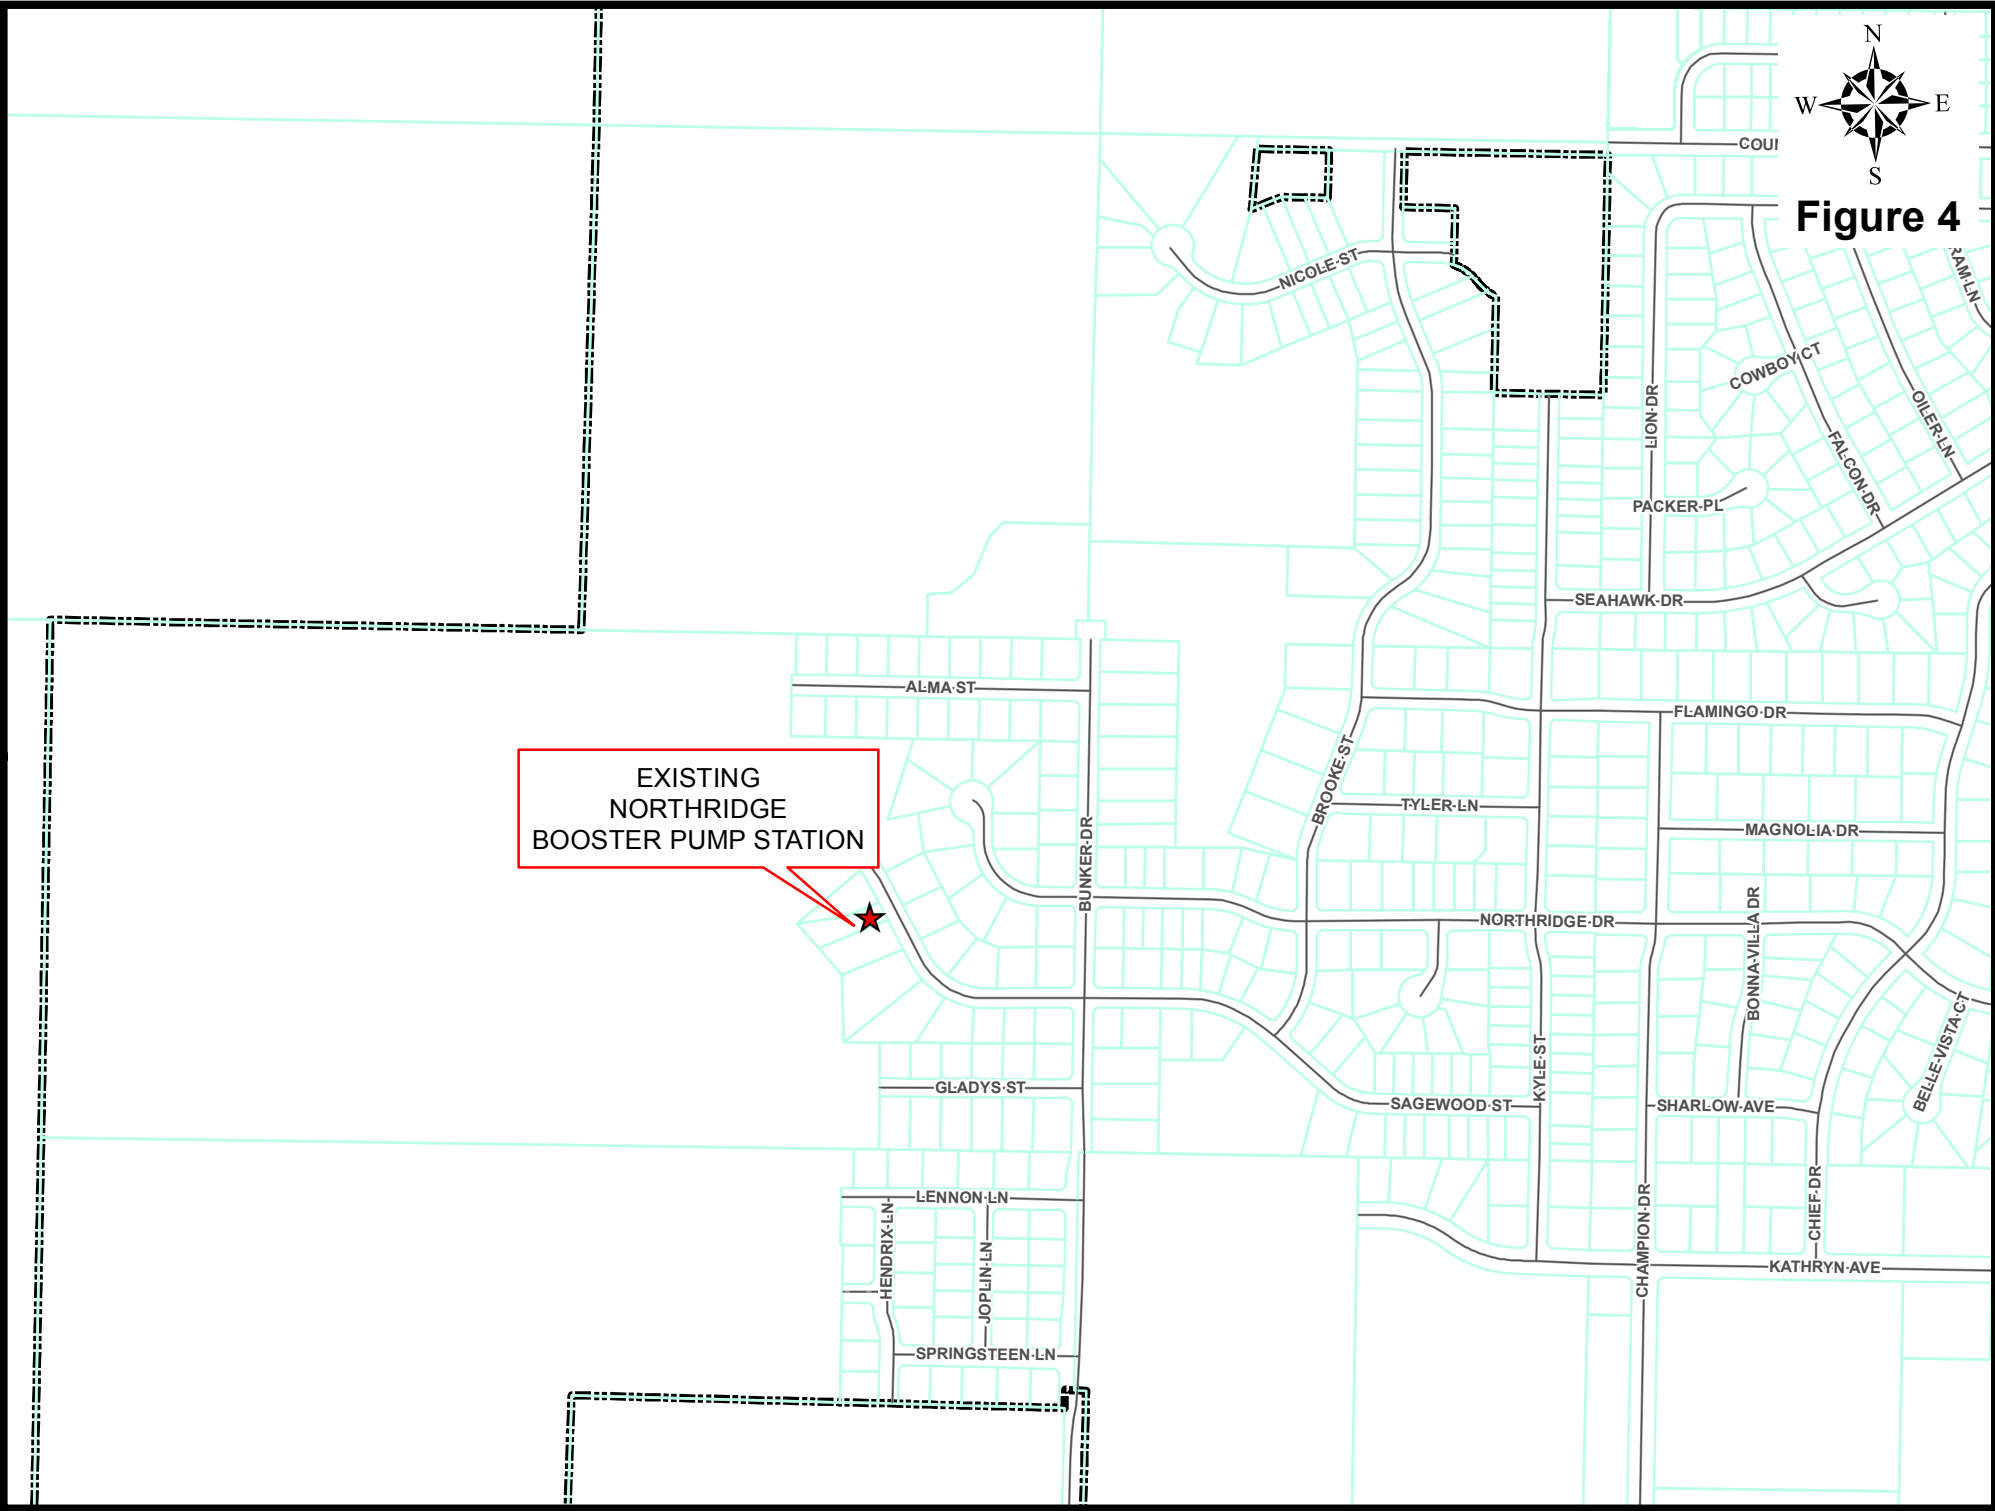 N
W E
S
Figure 4
COU
RAM LN
NICOLE ST
COWBOY CT
LION DR
OILER LN
FALCON DR
PACKER PL
SEAHAWK DR
ALMA ST
FLAMINGO DR
EXISTING
NORTHRIDGE
BOOSTER PUMP STATION
BROOKE ST
TYLER LN
BUNKER DR
MAGNOLIA DR
NORTHRIDGE DR
BONNA VILLA DR
BELLE VISTA CT
KYLE ST
GLADYS ST
SAGEWOOD ST
SHARLOW AVE
LENNON LN
HENDRIX LN
JOPLIN LN
CHAMPION DR
CHIEF DR
KATHRYN AVE
SPRINGSTEEN LN